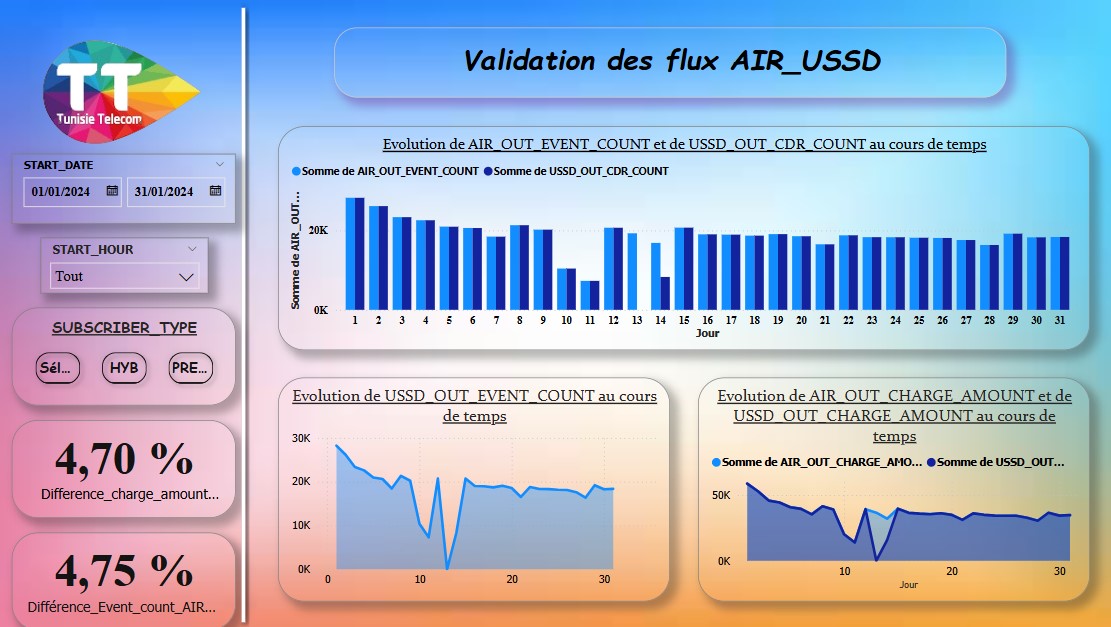 TT
Tunisie Telecom
START_DATE
01/01/2024 31/01/2024
START_HOUR
Tout
SUBSCRIBER_TYPE
Sél... HYB PRE...
4,70 %
Difference_charge_amount...
4,75 %
Différence_Event_count_AIR...
Validation des flux AIR_USSD
Evolution de AIR_OUT_EVENT_COUNT et de USSD_OUT_CDR_COUNT au cours de temps
Somme de AIR_OUT_EVENT_COUNT Somme de USSD_OUT_CDR_COUNT
Somme de AIR_OUT...
20K
0K
1 2 3 4 5 6 7 8 9 10 11 12 13 14 15 16 17 18 19 20 21 22 23 24 25 26 27 28 29 30 31
Jour
Evolution de USSD_OUT_EVENT_COUNT au cours
de temps
30K
20K
10K
0K
0 10 20 30
Evolution de AIR_OUT_CHARGE_AMOUNT et de
USSD_OUT_CHARGE_AMOUNT au cours de
temps
Somme de AIR_OUT_CHARGE_AMO... Somme de USSD_OUT...
50K
0K
10 20 30
Jour